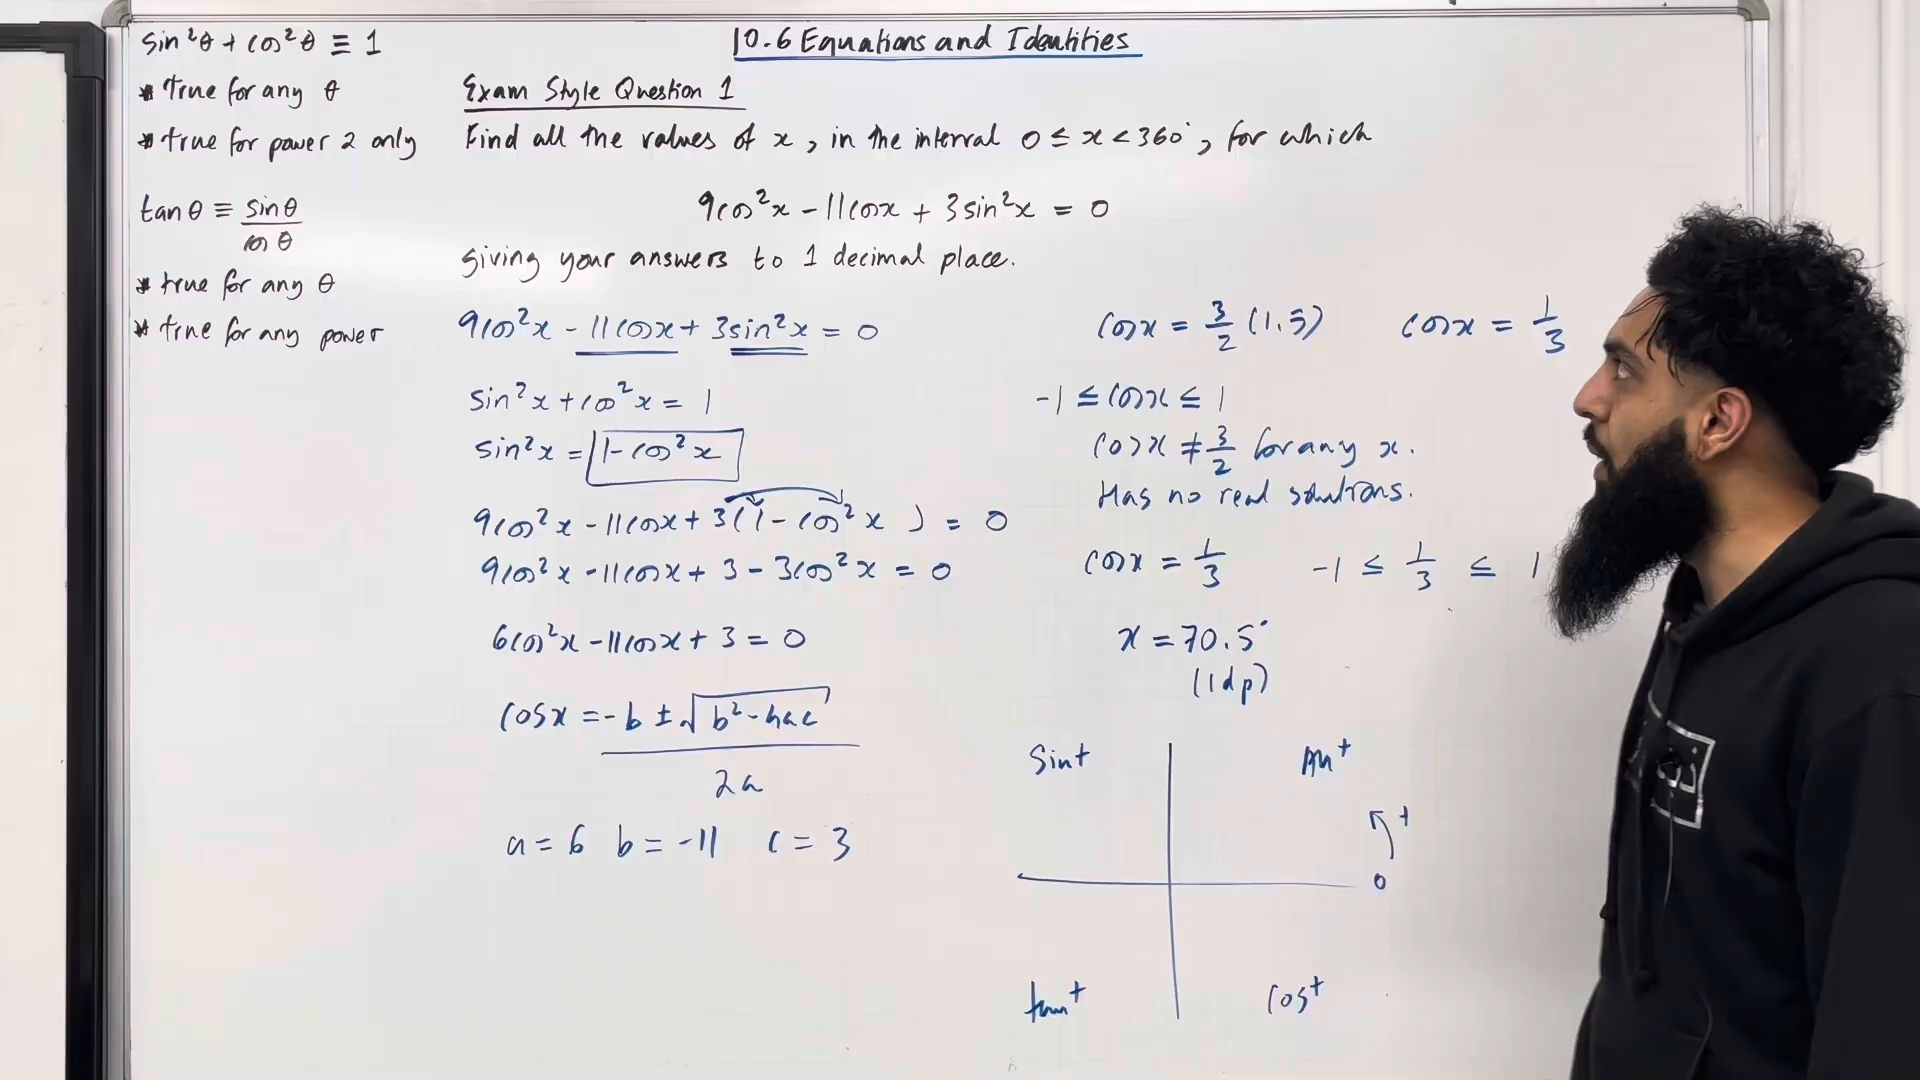 sin²θ + cos²θ ≡ 1
* true for any θ
* true for power 2 only
tanθ ≡ sinθ / cosθ
* true for any θ
* true for any power
10.6 Equations and Identities
Exam Style Question 1
Find all the values of x, in the interval 0 ≤ x < 360°, for which
9cos²x - 11cosx + 3sin²x = 0
giving your answers to 1 decimal place.
9cos²x - 11cosx + 3sin²x = 0
sin²x + cos²x = 1
sin²x = 1 - cos²x
9cos²x - 11cosx + 3(1 - cos²x) = 0
9cos²x - 11cosx + 3 - 3cos²x = 0
6cos²x - 11cosx + 3 = 0
cosx = -b ± √(b² - 4ac) / 2a
a = 6 b = -11 c = 3
cosx = 3/2 (1.5) cosx = 1/3
-1 ≤ cosx ≤ 1
cosx ≠ 3/2 for any x.
Has no real solutions.
cosx = 1/3 -1 ≤ 1/3 ≤ 1
x = 70.5°
(1dp)
Sin+ All+
+
0
tan+ Cos+